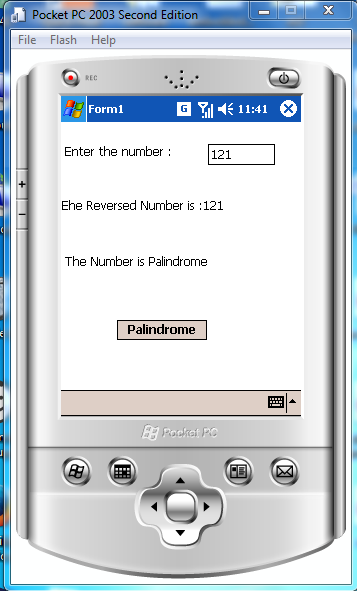 Pocket PC 2003 Second Edition
File Flash Help
REC
Form1 G 11:41
Enter the number : 121
Ehe Reversed Number is :121
The Number is Palindrome
Palindrome
Pocket PC